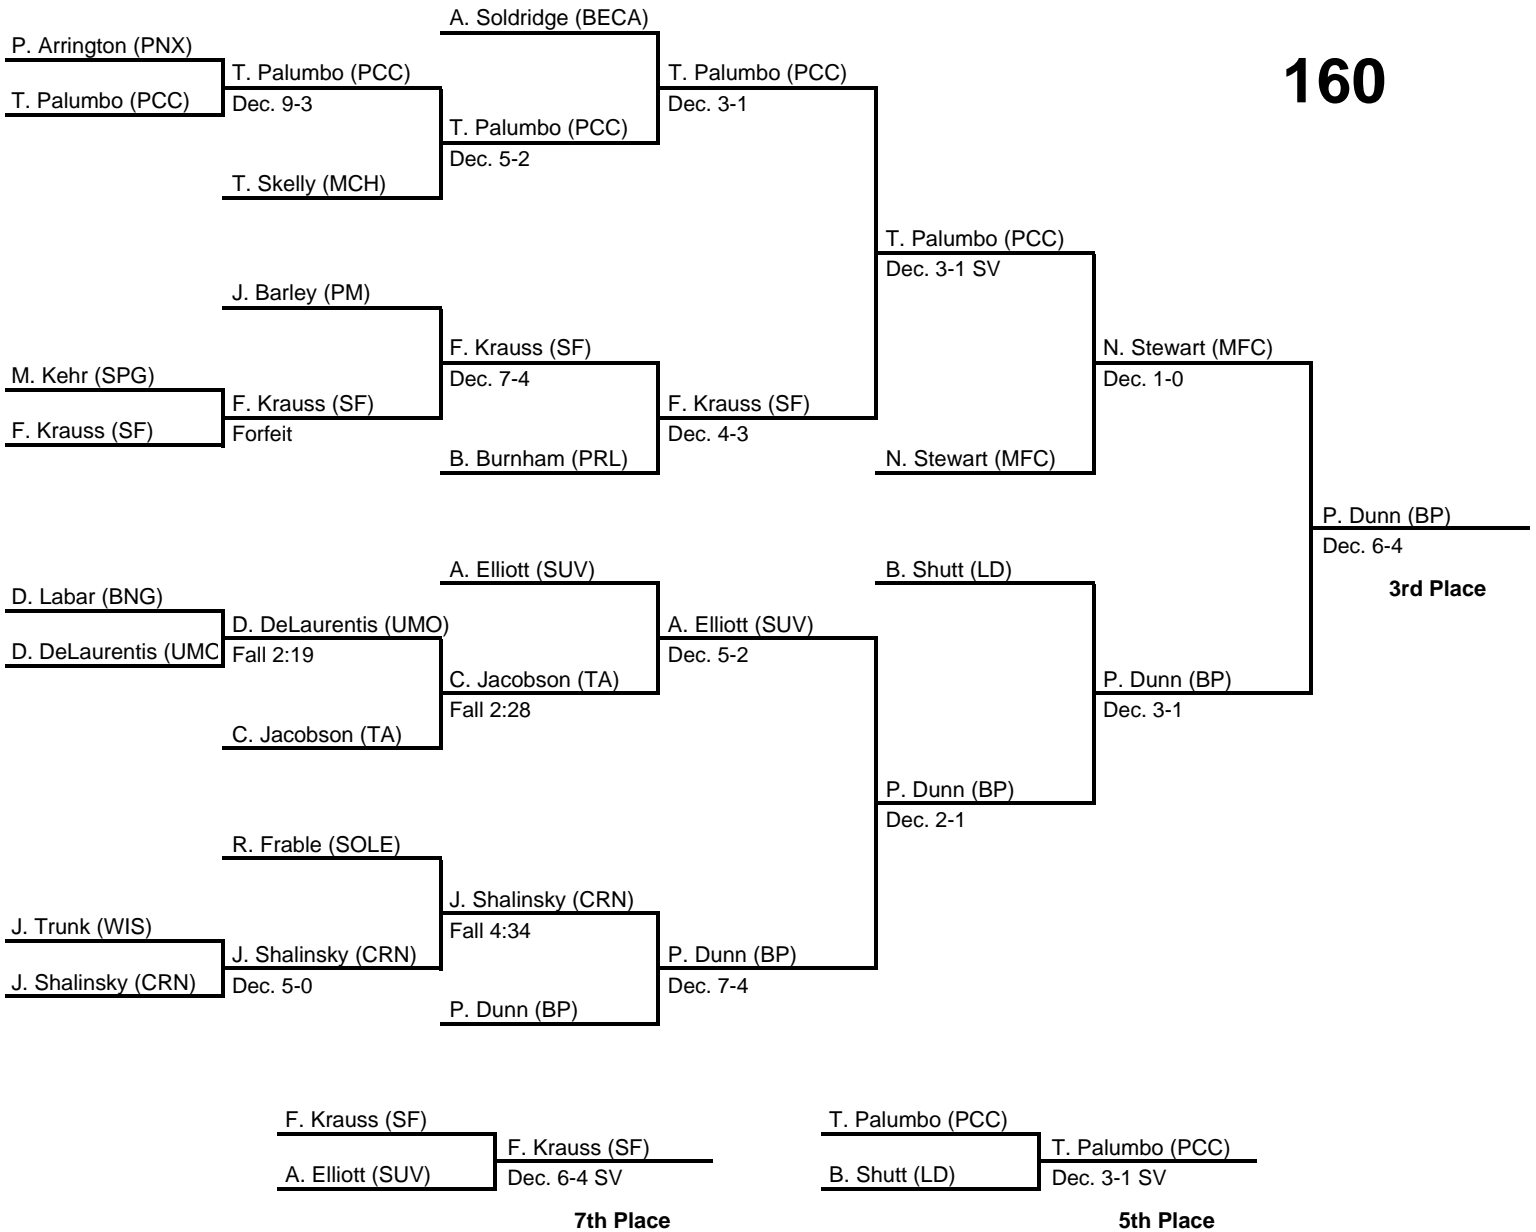 A. Soldridge (BECA)
P. Arrington (PNX)
T. Palumbo (PCC)
T. Palumbo (PCC)
160
T. Palumbo (PCC)
Dec. 9-3
Dec. 3-1
T. Palumbo (PCC)
Dec. 5-2
T. Skelly (MCH)
T. Palumbo (PCC)
Dec. 3-1 SV
J. Barley (PM)
F. Krauss (SF)
Dec. 7-4
N. Stewart (MFC)
Dec. 1-0
M. Kehr (SPG)
F. Krauss (SF)
Forfeit
F. Krauss (SF)
Dec. 4-3
F. Krauss (SF)
B. Burnham (PRL)
N. Stewart (MFC)
P. Dunn (BP)
Dec. 6-4
3rd Place
A. Elliott (SUV)
B. Shutt (LD)
D. Labar (BNG)
D. DeLaurentis (UMO)
Fall 2:19
A. Elliott (SUV)
Dec. 5-2
D. DeLaurentis (UMO
C. Jacobson (TA)
Fall 2:28
P. Dunn (BP)
Dec. 3-1
C. Jacobson (TA)
P. Dunn (BP)
Dec. 2-1
R. Frable (SOLE)
J. Shalinsky (CRN)
Fall 4:34
J. Trunk (WIS)
J. Shalinsky (CRN)
Dec. 5-0
P. Dunn (BP)
Dec. 7-4
J. Shalinsky (CRN)
P. Dunn (BP)
F. Krauss (SF)
F. Krauss (SF)
A. Elliott (SUV)
Dec. 6-4 SV
7th Place
T. Palumbo (PCC)
T. Palumbo (PCC)
B. Shutt (LD)
Dec. 3-1 SV
5th Place